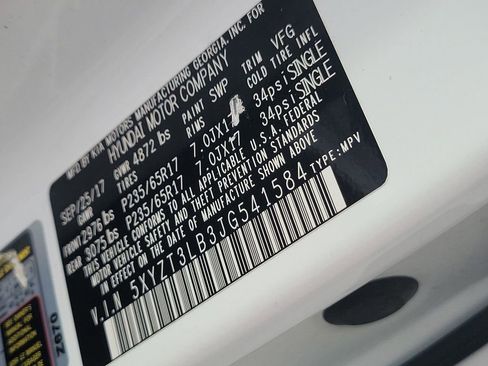 MFD BY KIA MOTORS MANUFACTURING GEORGIA, INC. FOR
HYUNDAI MOTOR COMPANY
SEP/25/17 GVWR 4872 lbs PAINT SWP TRIM VFG
GAWR TIRES RIMS COLD TIRE INFL
FRONT 2976 lbs P235/65R17 7.0JX17 34psi SINGLE
REAR 3075 lbs P235/65R17 7.0JX17 34psi SINGLE
THIS VEHICLE CONFORMS TO ALL APPLICABLE U.S.A. FEDERAL
MOTOR VEHICLE SAFETY AND THEFT PREVENTION STANDARDS
IN EFFECT ON THE DATE OF MANUFACTURE SHOWN ABOVE
V.I.N 5XYZT3LB3JG541584 TYPE:MPV